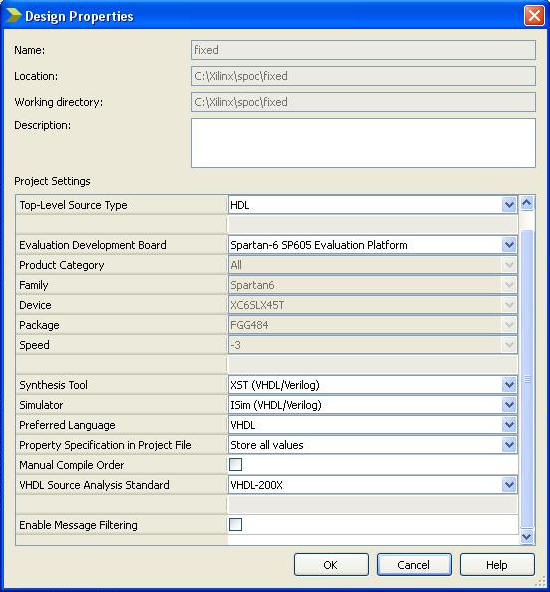 Design Properties
Name: fixed
Location: C:\Xilinx\spoc\fixed
Working directory: C:\Xilinx\spoc\fixed
Description:
Project Settings
Top-Level Source Type HDL
Evaluation Development Board Spartan-6 SP605 Evaluation Platform
Product Category All
Family Spartan6
Device XC6SLX45T
Package FGG484
Speed -3
Synthesis Tool XST (VHDL/Verilog)
Simulator ISim (VHDL/Verilog)
Preferred Language VHDL
Property Specification in Project File Store all values
Manual Compile Order
VHDL Source Analysis Standard VHDL-200X
Enable Message Filtering
OK Cancel Help